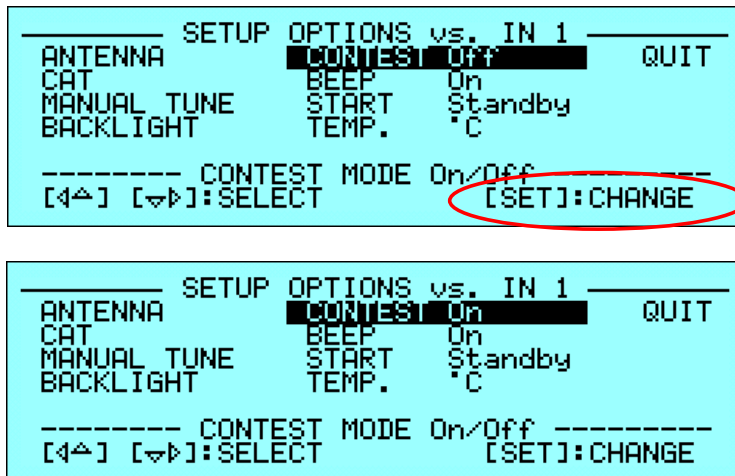 SETUP OPTIONS vs. IN 1
ANTENNA CONTEST Off QUIT
CAT BEEP On
MANUAL TUNE START Standby
BACKLIGHT TEMP. °C
-------- CONTEST MODE On/Off ---------
[◁△] [▽▷]:SELECT [SET]:CHANGE
SETUP OPTIONS vs. IN 1
ANTENNA CONTEST On QUIT
CAT BEEP On
MANUAL TUNE START Standby
BACKLIGHT TEMP. °C
-------- CONTEST MODE On/Off ---------
[◁△] [▽▷]:SELECT [SET]:CHANGE